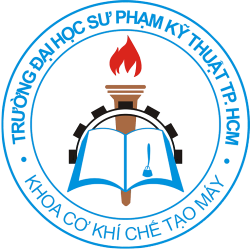 TRƯỜNG ĐẠI HỌC SƯ PHẠM KỸ THUẬT TP. HCM
KHOA CƠ KHÍ CHẾ TẠO MÁY